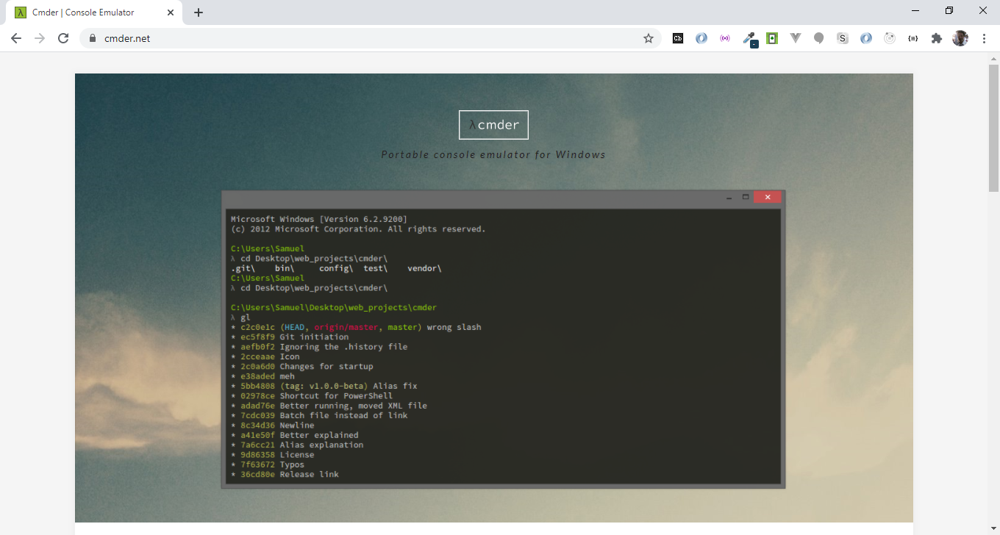 Cmder | Console Emulator
cmder.net
λ cmder
Portable console emulator for Windows
Microsoft Windows [Version 6.2.9200]
(c) 2012 Microsoft Corporation. All rights reserved.
C:\Users\Samuel
λ cd Desktop\web_projects\cmder\
.git\ bin\ config\ test\ vendor\
C:\Users\Samuel
λ cd Desktop\web_projects\cmder\
C:\Users\Samuel\Desktop\web_projects\cmder
λ gl
* c2c0e1c (HEAD, origin/master, master) wrong slash
* ec5f8f9 Git initiation
* aefb0f2 Ignoring the .history file
* 2cceaae Icon
* 2c0a6d0 Changes for startup
* e38aded meh
* 5bb4808 (tag: v1.0.0-beta) Alias fix
* 02978ce Shortcut for PowerShell
* adad76e Better running, moved XML file
* 7cdc039 Batch file instead of link
* 8c34d36 Newline
* a41e50f Better explained
* 7a6cc21 Alias explanation
* 9d86358 License
* 7f63672 Typos
* 36cd80e Release link